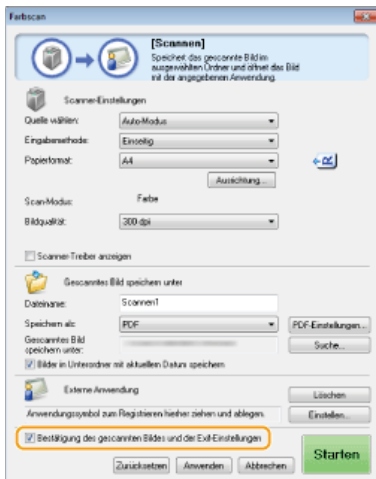 Farbscan
[Scannen]
Speichert das gescannte Bild im
ausgewählten Ordner und öffnet das Bild
mit der angegebenen Anwendung.
Scanner-Einstellungen
Quelle wählen: Auto-Modus
Eingabemethode: Einseitig
Papierformat: A4
Ausrichtung...
Scan-Modus: Farbe
Bildqualität: 300 dpi
Scanner-Treiber anzeigen
Gescanntes Bild speichern unter
Dateiname: Scannen1
Speichern als: PDF PDF-Einstellungen...
Gescanntes Bild
speichern unter: Suche...
Bilder in Unterordner mit aktuellem Datum speichern
Externe Anwendung Löschen
Anwendungssymbol zum Registrieren hierher ziehen und ablegen. Einstellen...
Bestätigung des gescannten Bildes und der Exif-Einstellungen
Zurücksetzen Anwenden Abbrechen Starten